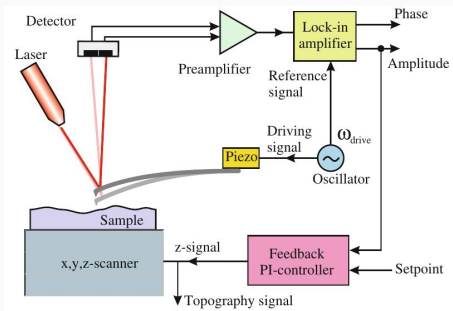 Detector
Laser
Preamplifier
Lock-in
amplifier
Phase
Amplitude
Reference
signal
Driving
signal
ω drive
Piezo
Oscillator
Sample
x,y,z-scanner
z-signal
Feedback
PI-controller
Setpoint
Topography signal